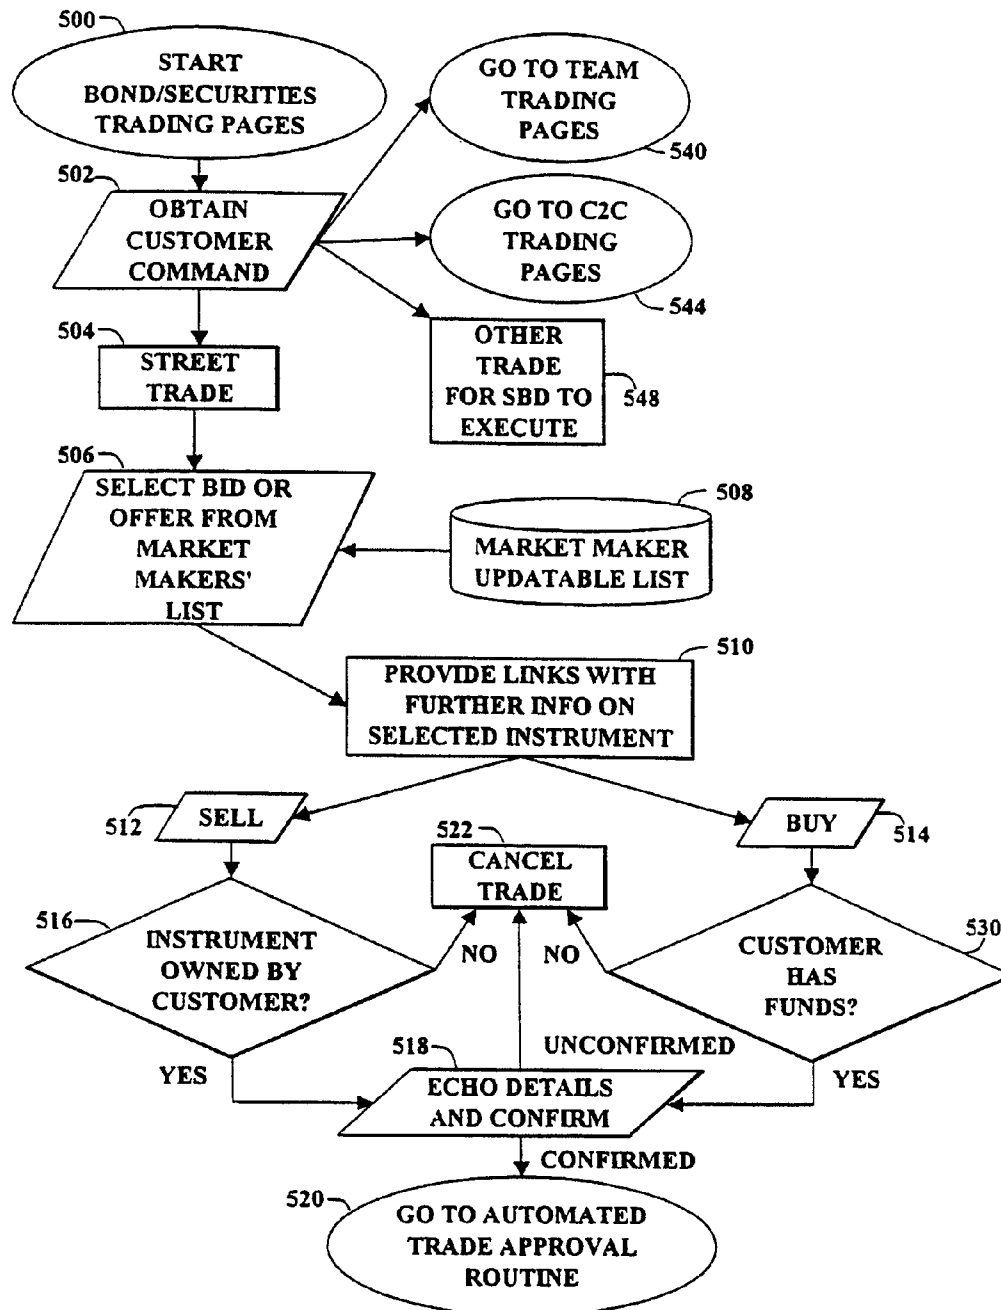 500
START
BOND/SECURITIES
TRADING PAGES
GO TO TEAM
TRADING
PAGES
540
502
OBTAIN
CUSTOMER
COMMAND
GO TO C2C
TRADING
PAGES
544
504
STREET
TRADE
OTHER
TRADE
FOR SBD TO
EXECUTE
548
506
SELECT BID OR
OFFER FROM
MARKET
MAKERS'
LIST
508
MARKET MAKER
UPDATABLE LIST
510
PROVIDE LINKS WITH
FURTHER INFO ON
SELECTED INSTRUMENT
512
SELL
522
CANCEL
TRADE
BUY
514
516
INSTRUMENT
OWNED BY
CUSTOMER?
NO
NO
530
CUSTOMER
HAS
FUNDS?
YES
518
UNCONFIRMED
YES
ECHO DETAILS
AND CONFIRM
CONFIRMED
520
GO TO AUTOMATED
TRADE APPROVAL
ROUTINE